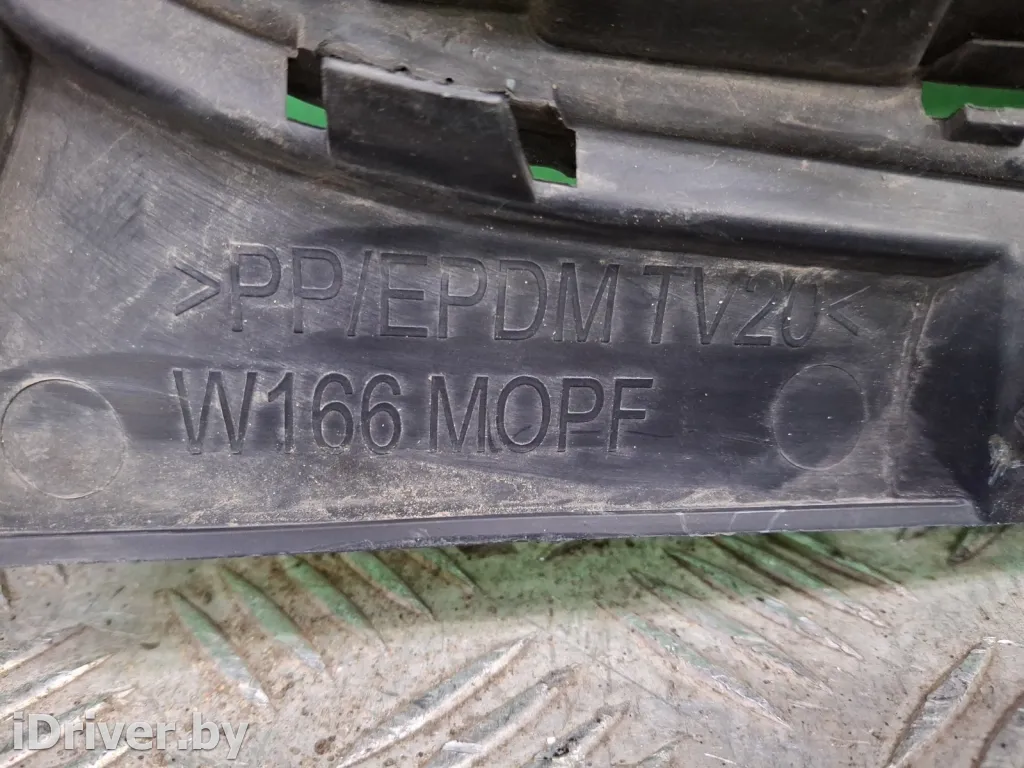 >PP/EPDM TV20<
W166 MOPF
iDriver.by